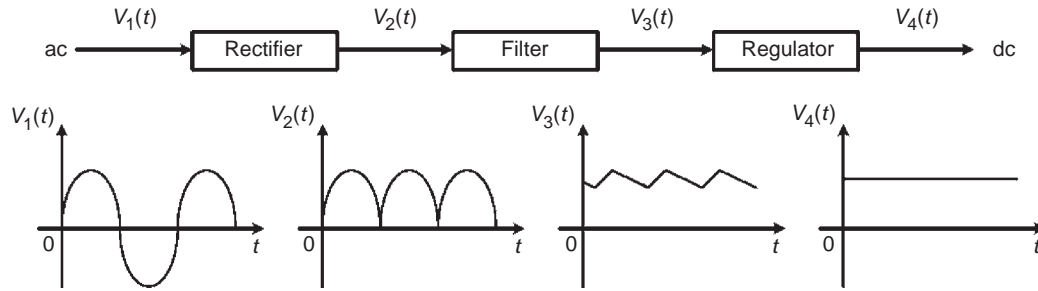 V1(t) V2(t) V3(t) V4(t)
ac Rectifier Filter Regulator dc
V1(t) V2(t) V3(t) V4(t)
0 t 0 t 0 t 0 t